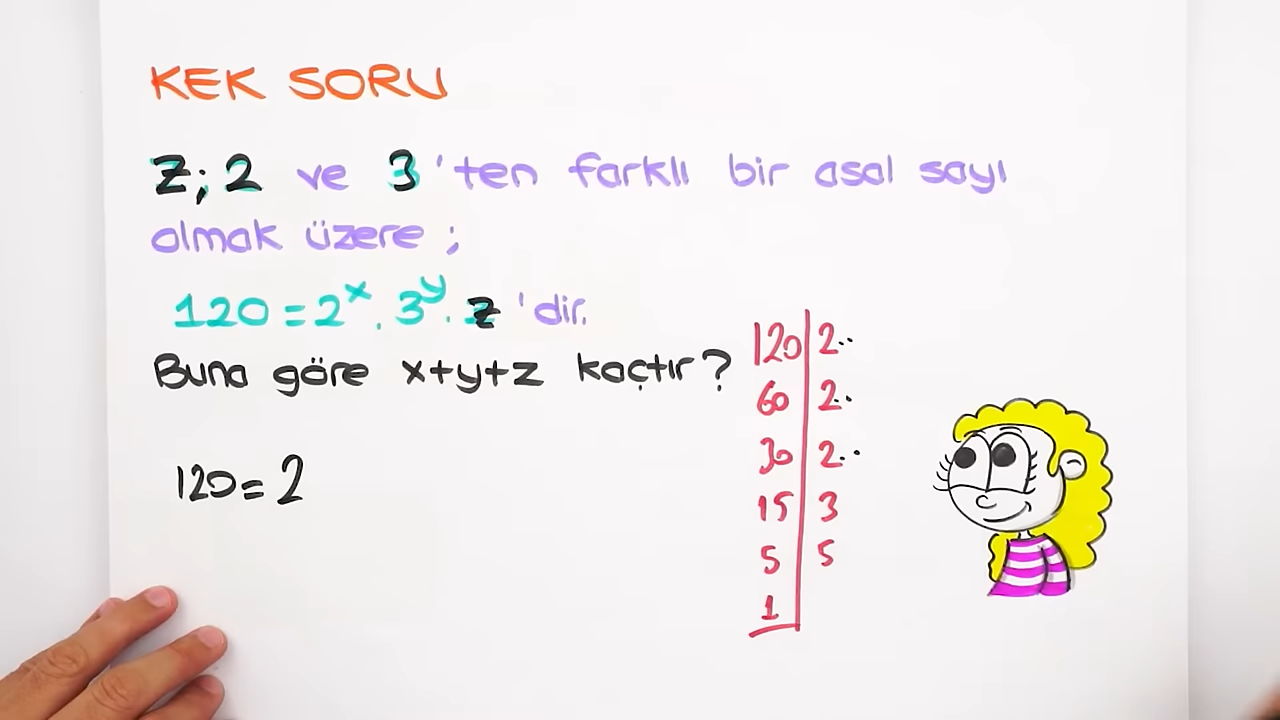 KEK SORU
Z; 2 ve 3'ten farklı bir asal sayı
olmak üzere ;
120 = 2^x . 3^y . z 'dir.
Buna göre x+y+z kaçtır ?
120 = 2
120 | 2..
60 | 2..
30 | 2..
15 | 3
5 | 5
1 |